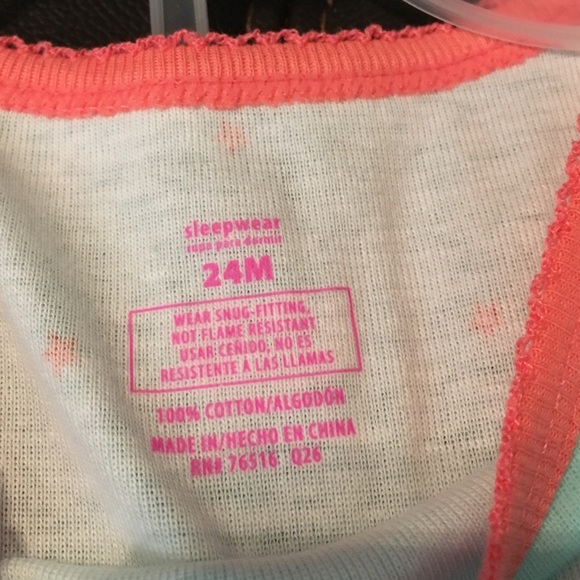 sleepwear
ropa para dormir
24M
WEAR SNUG-FITTING,
NOT FLAME RESISTANT
USAR CEÑIDO, NO ES
RESISTENTE A LAS LLAMAS
100% COTTON/ALGODÓN
MADE IN/HECHO EN CHINA
RN# 76516 Q26